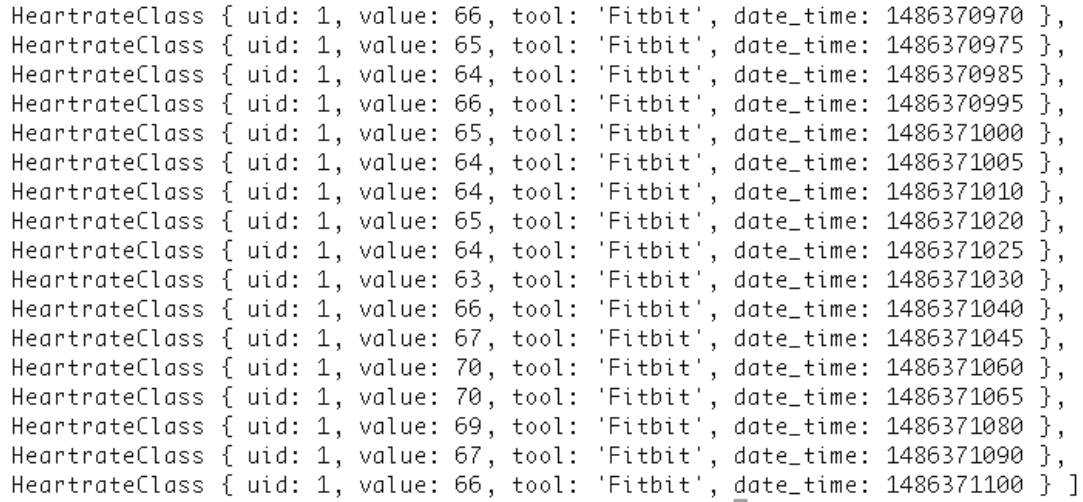 HeartrateClass { uid: 1, value: 66, tool: 'Fitbit', date_time: 1486370970 },
HeartrateClass { uid: 1, value: 65, tool: 'Fitbit', date_time: 1486370975 },
HeartrateClass { uid: 1, value: 64, tool: 'Fitbit', date_time: 1486370985 },
HeartrateClass { uid: 1, value: 66, tool: 'Fitbit', date_time: 1486370995 },
HeartrateClass { uid: 1, value: 65, tool: 'Fitbit', date_time: 1486371000 },
HeartrateClass { uid: 1, value: 64, tool: 'Fitbit', date_time: 1486371005 },
HeartrateClass { uid: 1, value: 64, tool: 'Fitbit', date_time: 1486371010 },
HeartrateClass { uid: 1, value: 65, tool: 'Fitbit', date_time: 1486371020 },
HeartrateClass { uid: 1, value: 64, tool: 'Fitbit', date_time: 1486371025 },
HeartrateClass { uid: 1, value: 63, tool: 'Fitbit', date_time: 1486371030 },
HeartrateClass { uid: 1, value: 66, tool: 'Fitbit', date_time: 1486371040 },
HeartrateClass { uid: 1, value: 67, tool: 'Fitbit', date_time: 1486371045 },
HeartrateClass { uid: 1, value: 70, tool: 'Fitbit', date_time: 1486371060 },
HeartrateClass { uid: 1, value: 70, tool: 'Fitbit', date_time: 1486371065 },
HeartrateClass { uid: 1, value: 69, tool: 'Fitbit', date_time: 1486371080 },
HeartrateClass { uid: 1, value: 67, tool: 'Fitbit', date_time: 1486371090 },
HeartrateClass { uid: 1, value: 66, tool: 'Fitbit', date_time: 1486371100 } ]